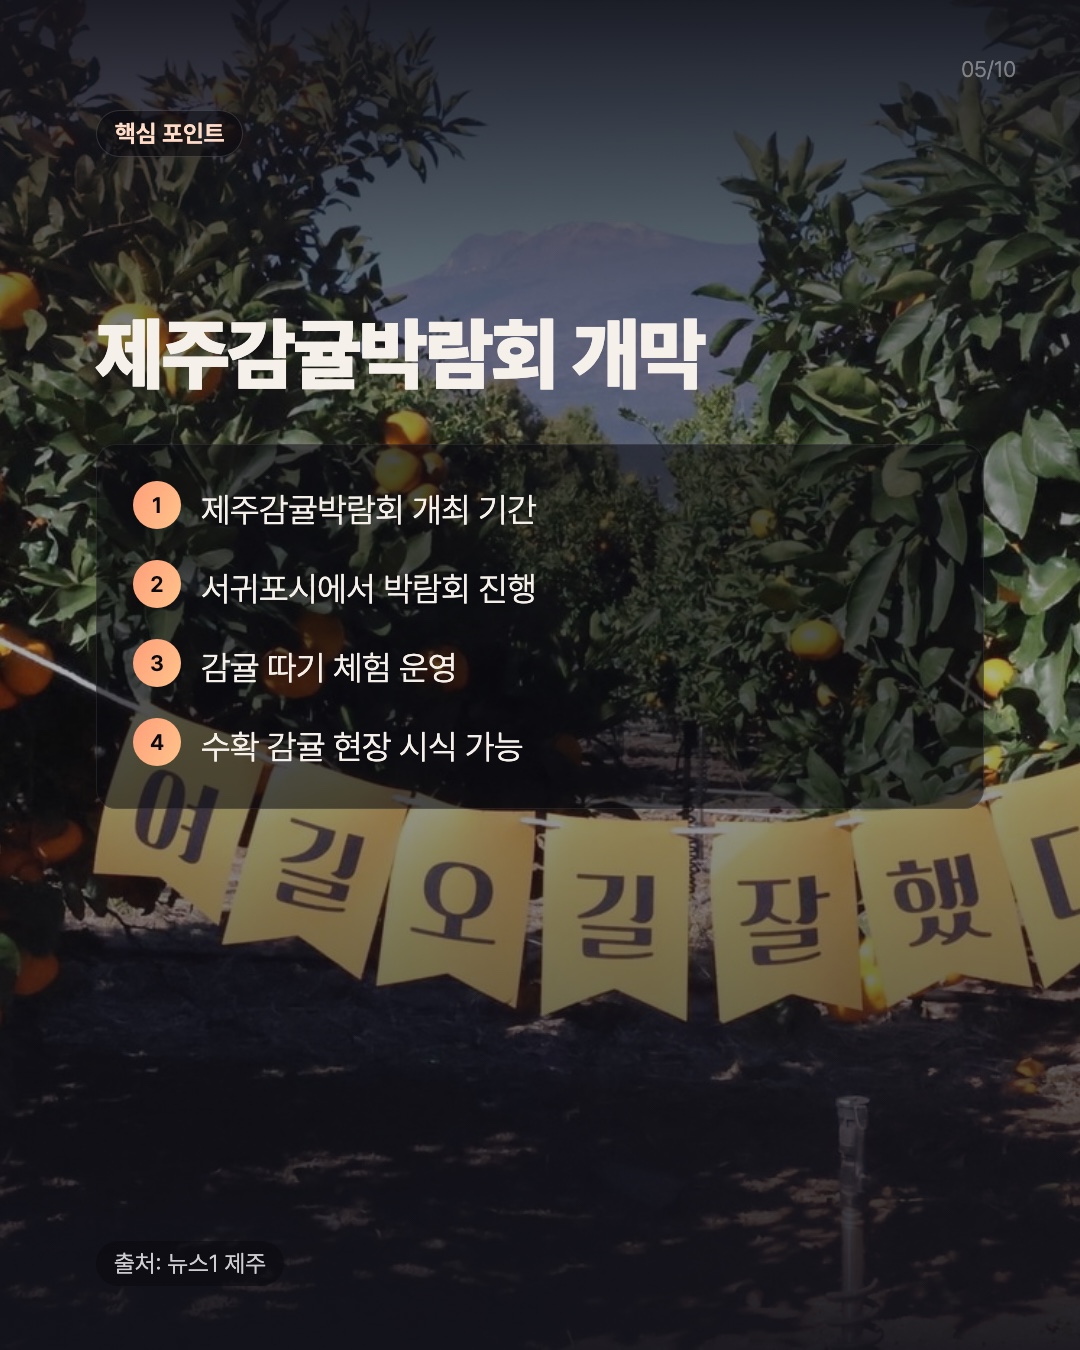 05/10
핵심 포인트
제주감귤박람회 개막
1 제주감귤박람회 개최 기간
2 서귀포시에서 박람회 진행
3 감귤 따기 체험 운영
4 수확 감귤 현장 시식 가능
여길오길잘했
출처: 뉴스1 제주